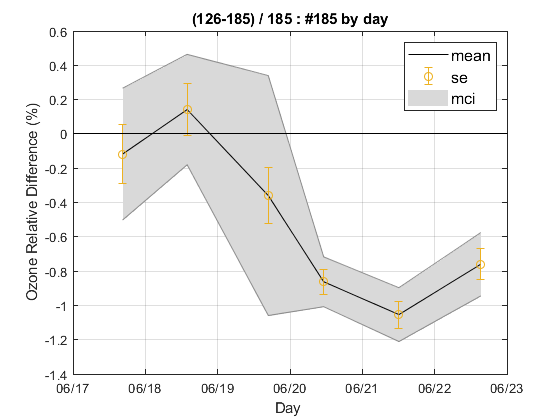 (126-185) / 185 : #185 by day
mean
se
mci
Ozone Relative Difference (%)
0.6
0.4
0.2
0
-0.2
-0.4
-0.6
-0.8
-1
-1.2
-1.4
06/17 06/18 06/19 06/20 06/21 06/22 06/23
Day